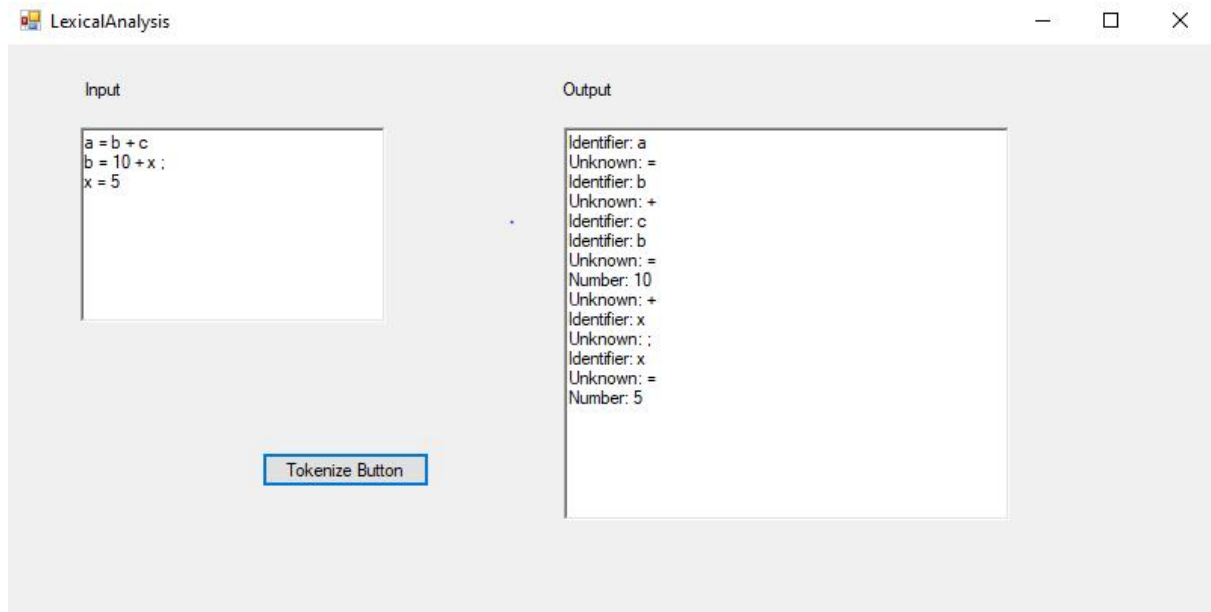 LexicalAnalysis
Input
a = b + c
b = 10 + x ;
x = 5
Tokenize Button
Output
Identifier: a
Unknown: =
Identifier: b
Unknown: +
Identifier: c
Identifier: b
Unknown: =
Number: 10
Unknown: +
Identifier: x
Unknown: ;
Identifier: x
Unknown: =
Number: 5